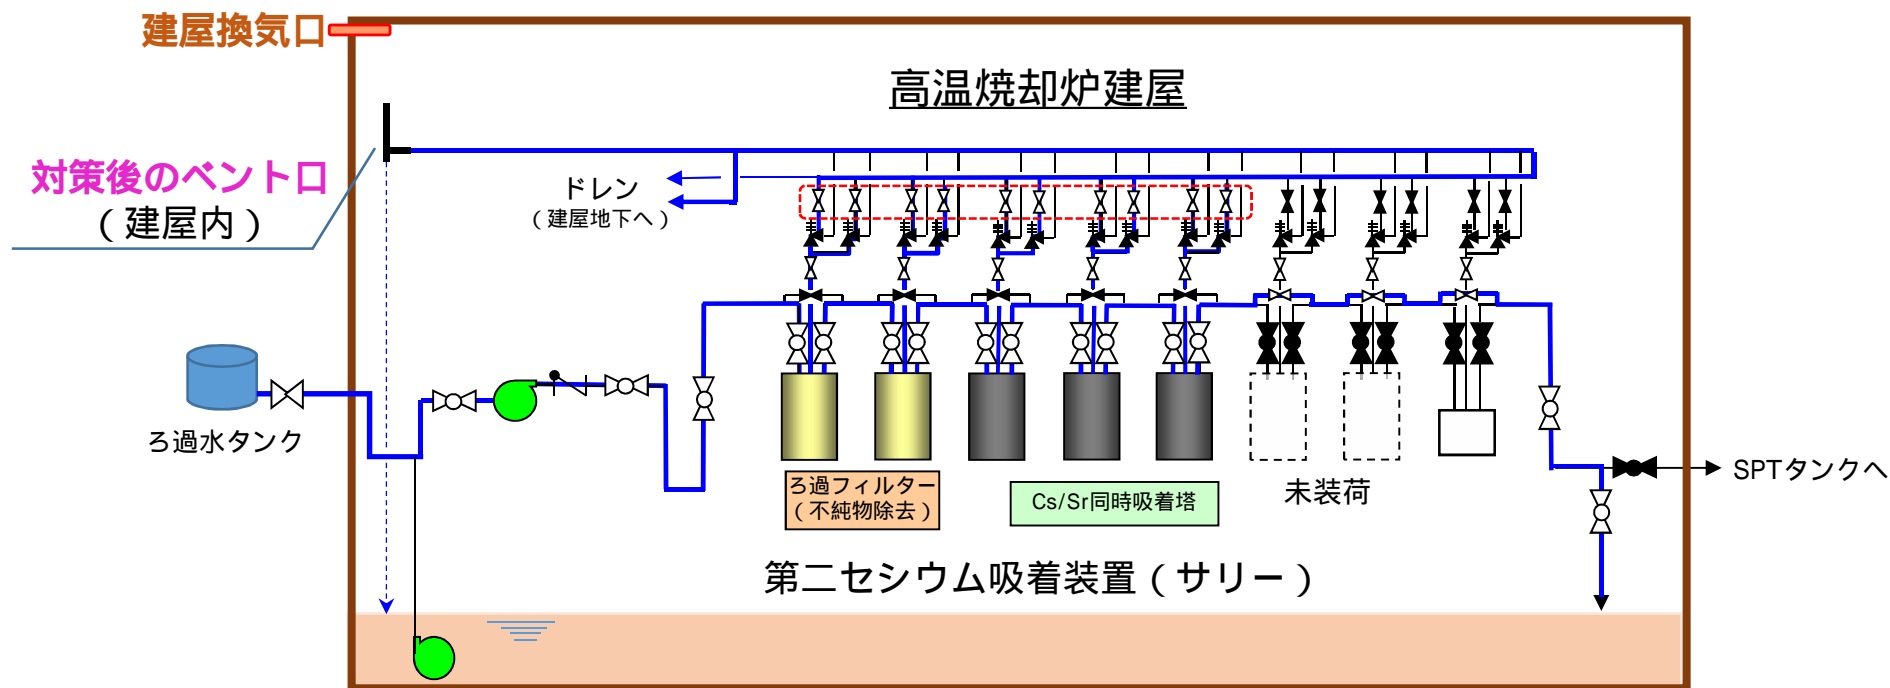 建屋換気口
高温焼却炉建屋
対策後のベント口
（建屋内）
ドレン
（建屋地下へ）
ろ過水タンク
ろ過フィルター
（不純物除去）
Cs/Sr同時吸着塔
未装荷
SPTタンクへ
第二セシウム吸着装置（サリー）